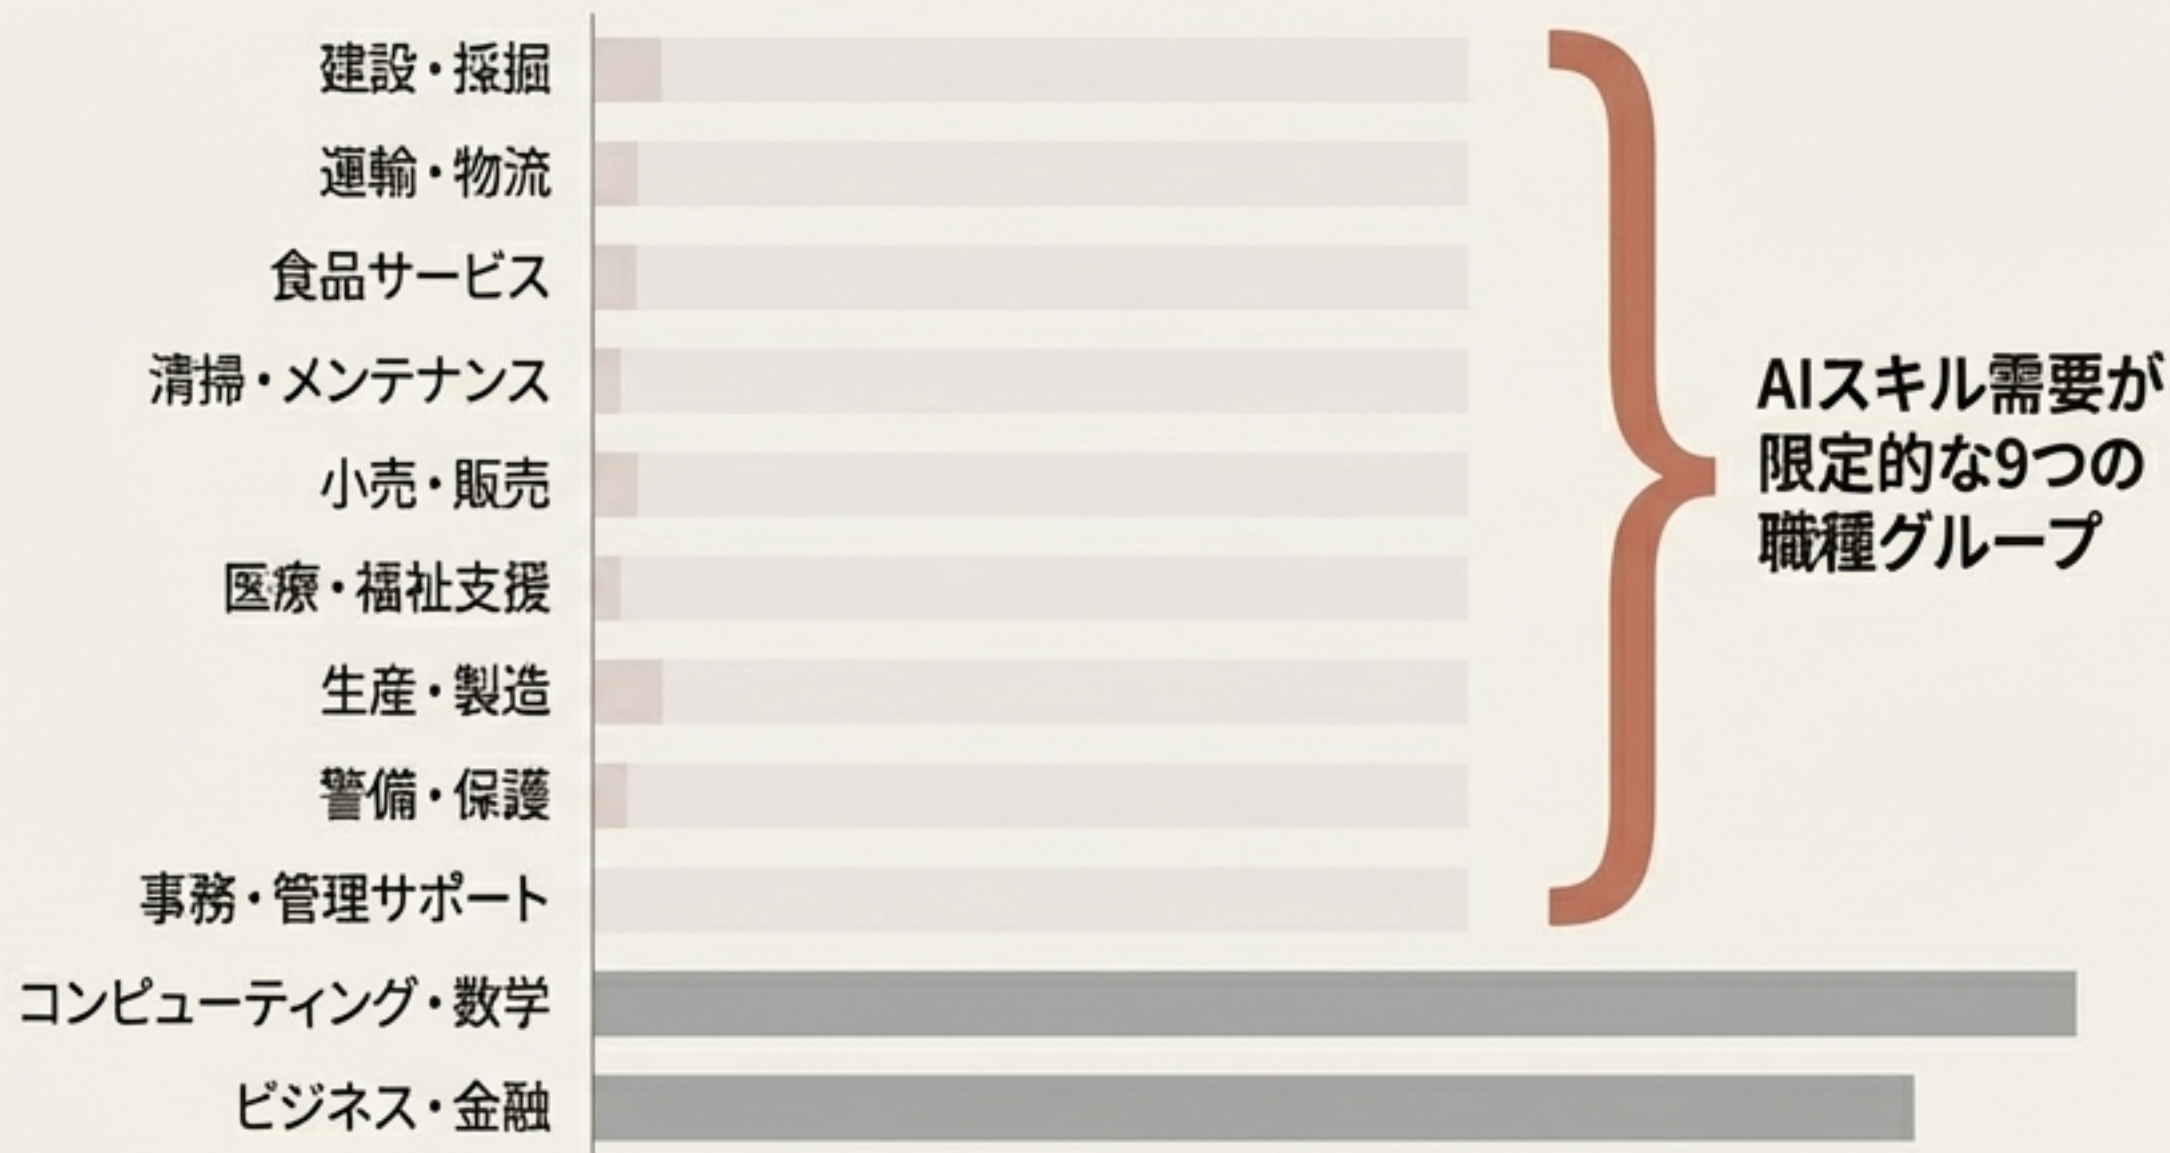 建設・採掘
運輸・物流
食品サービス
清掃・メンテナンス
小売・販売
医療・福祉支援
生産・製造
警備・保護
事務・管理サポート
コンピューティング・数学
ビジネス・金融
AIスキル需要が
限定的な9つの
職種グループ